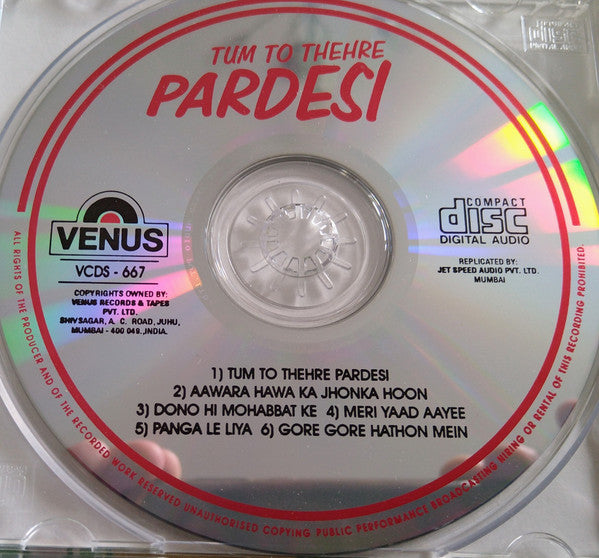 TUM TO THEHRE
PARDESI
VENUS
VCDS - 667
COPYRIGHTS OWNED BY:
VENUS RECORDS & TAPES
PVT. LTD.
SHIVSAGAR, A. C. ROAD, JUHU,
MUMBAI - 400 049, INDIA.
COMPACT
disc
DIGITAL AUDIO
REPLICATED BY:
JET SPEED AUDIO PVT. LTD.
MUMBAI
1) TUM TO THEHRE PARDESI
2) AAWARA HAWA KA JHONKA HOON
3) DONO HI MOHABBAT KE 4) MERI YAAD AAYEE
5) PANGA LE LIYA 6) GORE GORE HATHON MEIN
ALL RIGHTS OF THE PRODUCER AND OF THE RECORDED WORK RESERVED UNAUTHORISED COPYING PUBLIC PERFORMANCE BROADCASTING HIRING OR RENTAL OF THIS RECORDING PROHIBITED.